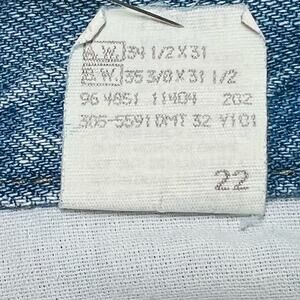 A.W. 34 1/2 X 31
B.W. 35 3/8 X 31 1/2
96 4851 11404 202
305-5591 DMT 32 V101
22